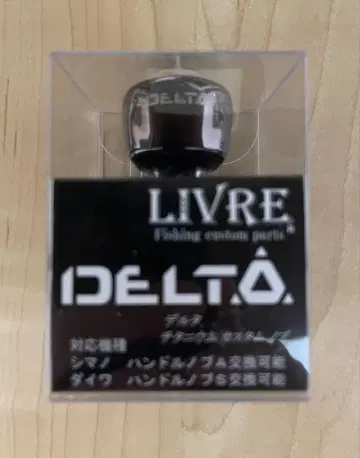 DELTA
LIVRE
Fishing custom parts
DELTA
デルタ
チタニウム カスタムノブ
対応機種
シマノ ハンドルノブA交換可能
ダイワ ハンドルノブS交換可能